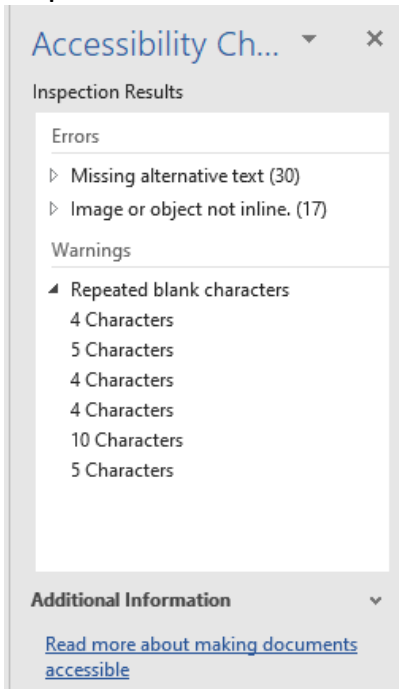 Accessibility Ch...
Inspection Results
Errors
Missing alternative text (30)
Image or object not inline. (17)
Warnings
Repeated blank characters
4 Characters
5 Characters
4 Characters
4 Characters
10 Characters
5 Characters
Additional Information
Read more about making documents
accessible